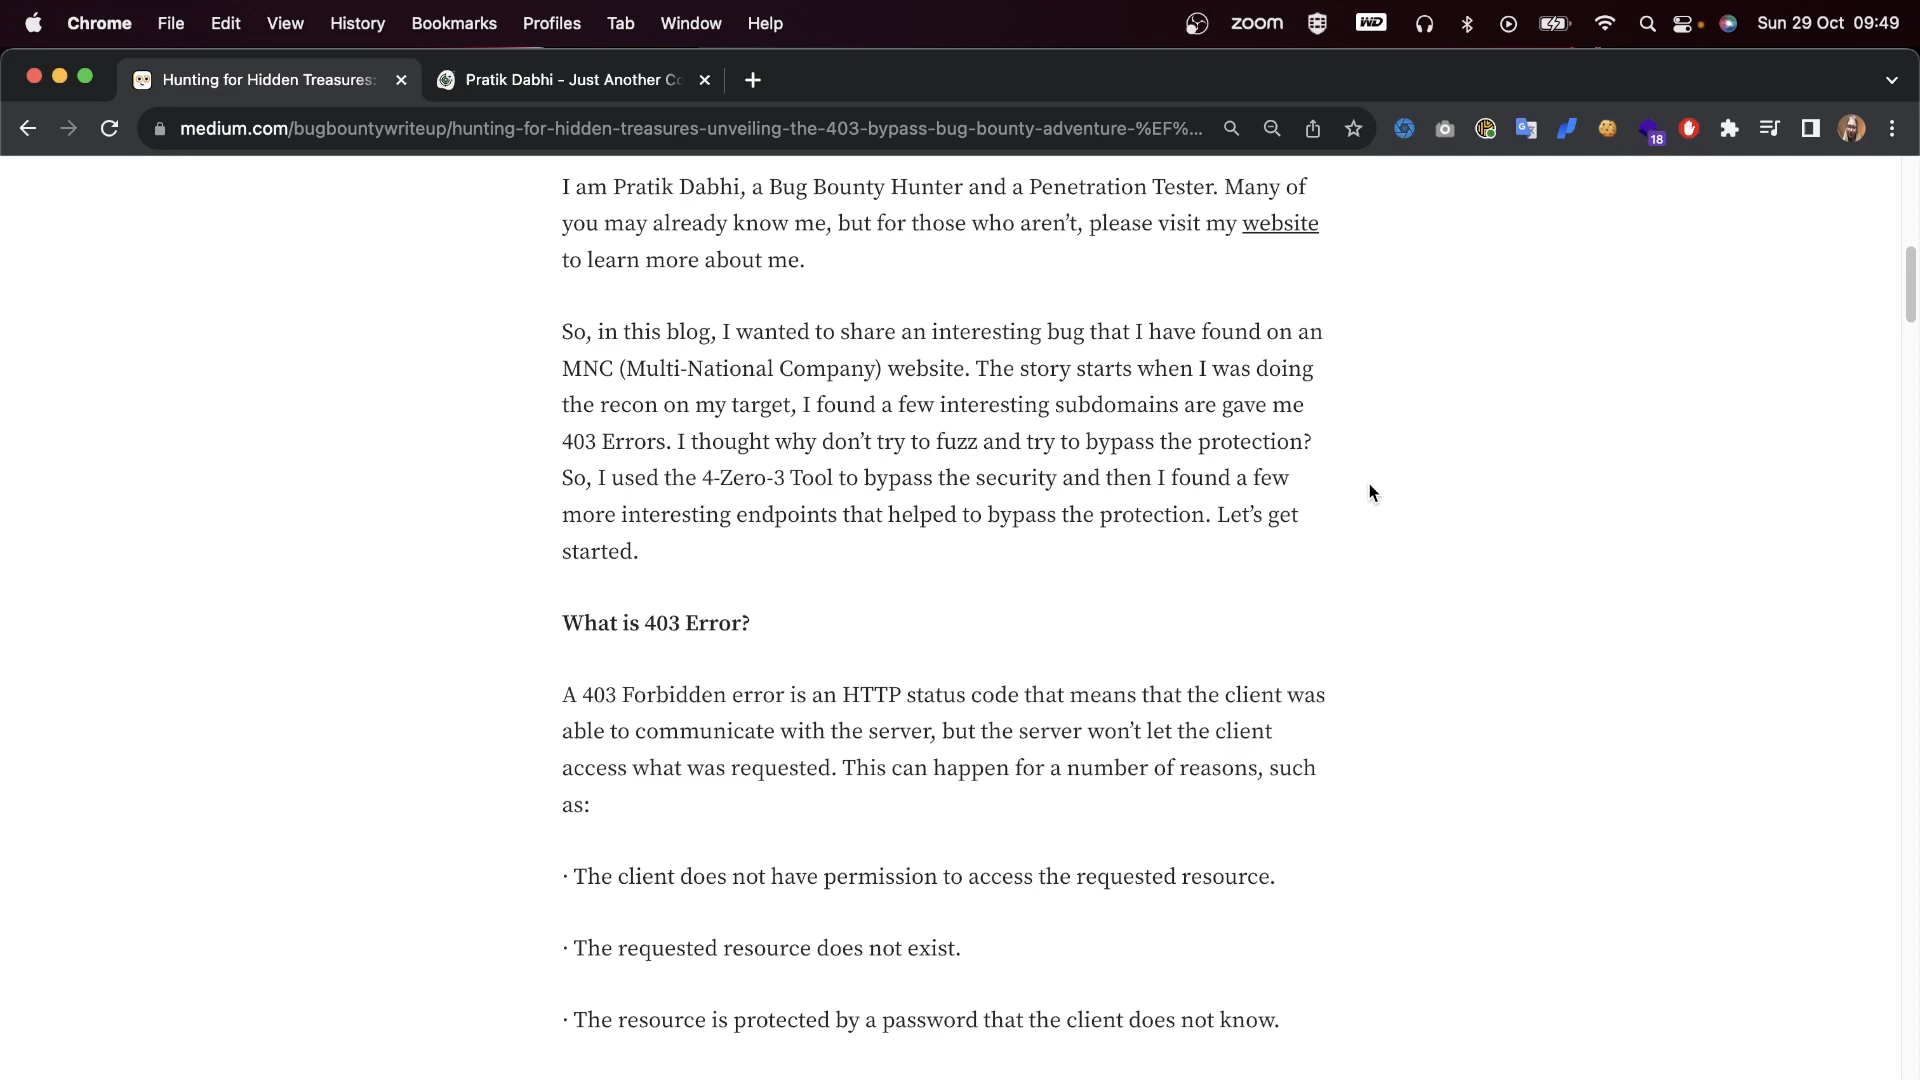 Chrome File Edit View History Bookmarks Profiles Tab Window Help zoom WD Sun 29 Oct 09:49
Hunting for Hidden Treasures: Pratik Dabhi – Just Another Co
medium.com/bugbountywriteup/hunting-for-hidden-treasures-unveiling-the-403-bypass-bug-bounty-adventure-%EF%... 18
I am Pratik Dabhi, a Bug Bounty Hunter and a Penetration Tester. Many of
you may already know me, but for those who aren’t, please visit my website
to learn more about me.
So, in this blog, I wanted to share an interesting bug that I have found on an
MNC (Multi-National Company) website. The story starts when I was doing
the recon on my target, I found a few interesting subdomains are gave me
403 Errors. I thought why don’t try to fuzz and try to bypass the protection?
So, I used the 4-Zero-3 Tool to bypass the security and then I found a few
more interesting endpoints that helped to bypass the protection. Let’s get
started.
What is 403 Error?
A 403 Forbidden error is an HTTP status code that means that the client was
able to communicate with the server, but the server won’t let the client
access what was requested. This can happen for a number of reasons, such
as:
· The client does not have permission to access the requested resource.
· The requested resource does not exist.
· The resource is protected by a password that the client does not know.